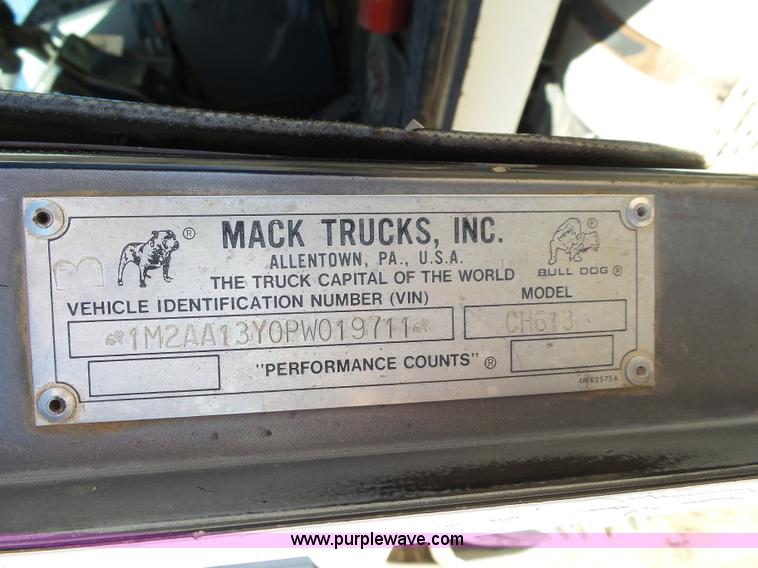 B
® MACK TRUCKS, INC. ®
ALLENTOWN, PA., U.S.A.
THE TRUCK CAPITAL OF THE WORLD
BULL DOG ®
VEHICLE IDENTIFICATION NUMBER (VIN)
MODEL
1M2AA13Y0PW019711
CH613
"PERFORMANCE COUNTS" ®
4MR2575A
www.purplewave.com